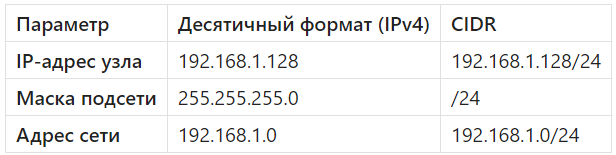 Параметр Десятичный формат (IPv4) CIDR
IP-адрес узла 192.168.1.128 192.168.1.128/24
Маска подсети 255.255.255.0 /24
Адрес сети 192.168.1.0 192.168.1.0/24